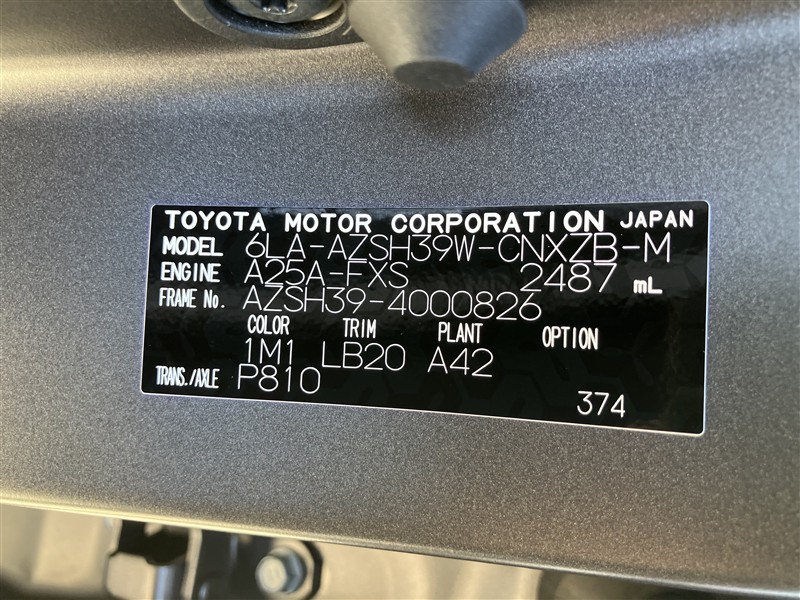 TOYOTA MOTOR CORPORATION JAPAN
MODEL 6LA-AZSH39W-CNXZB-M
ENGINE A25A-FXS 2487 mL
FRAME No. AZSH39-4000826
COLOR TRIM PLANT OPTION
1M1 LB20 A42
TRANS./AXLE P810
374